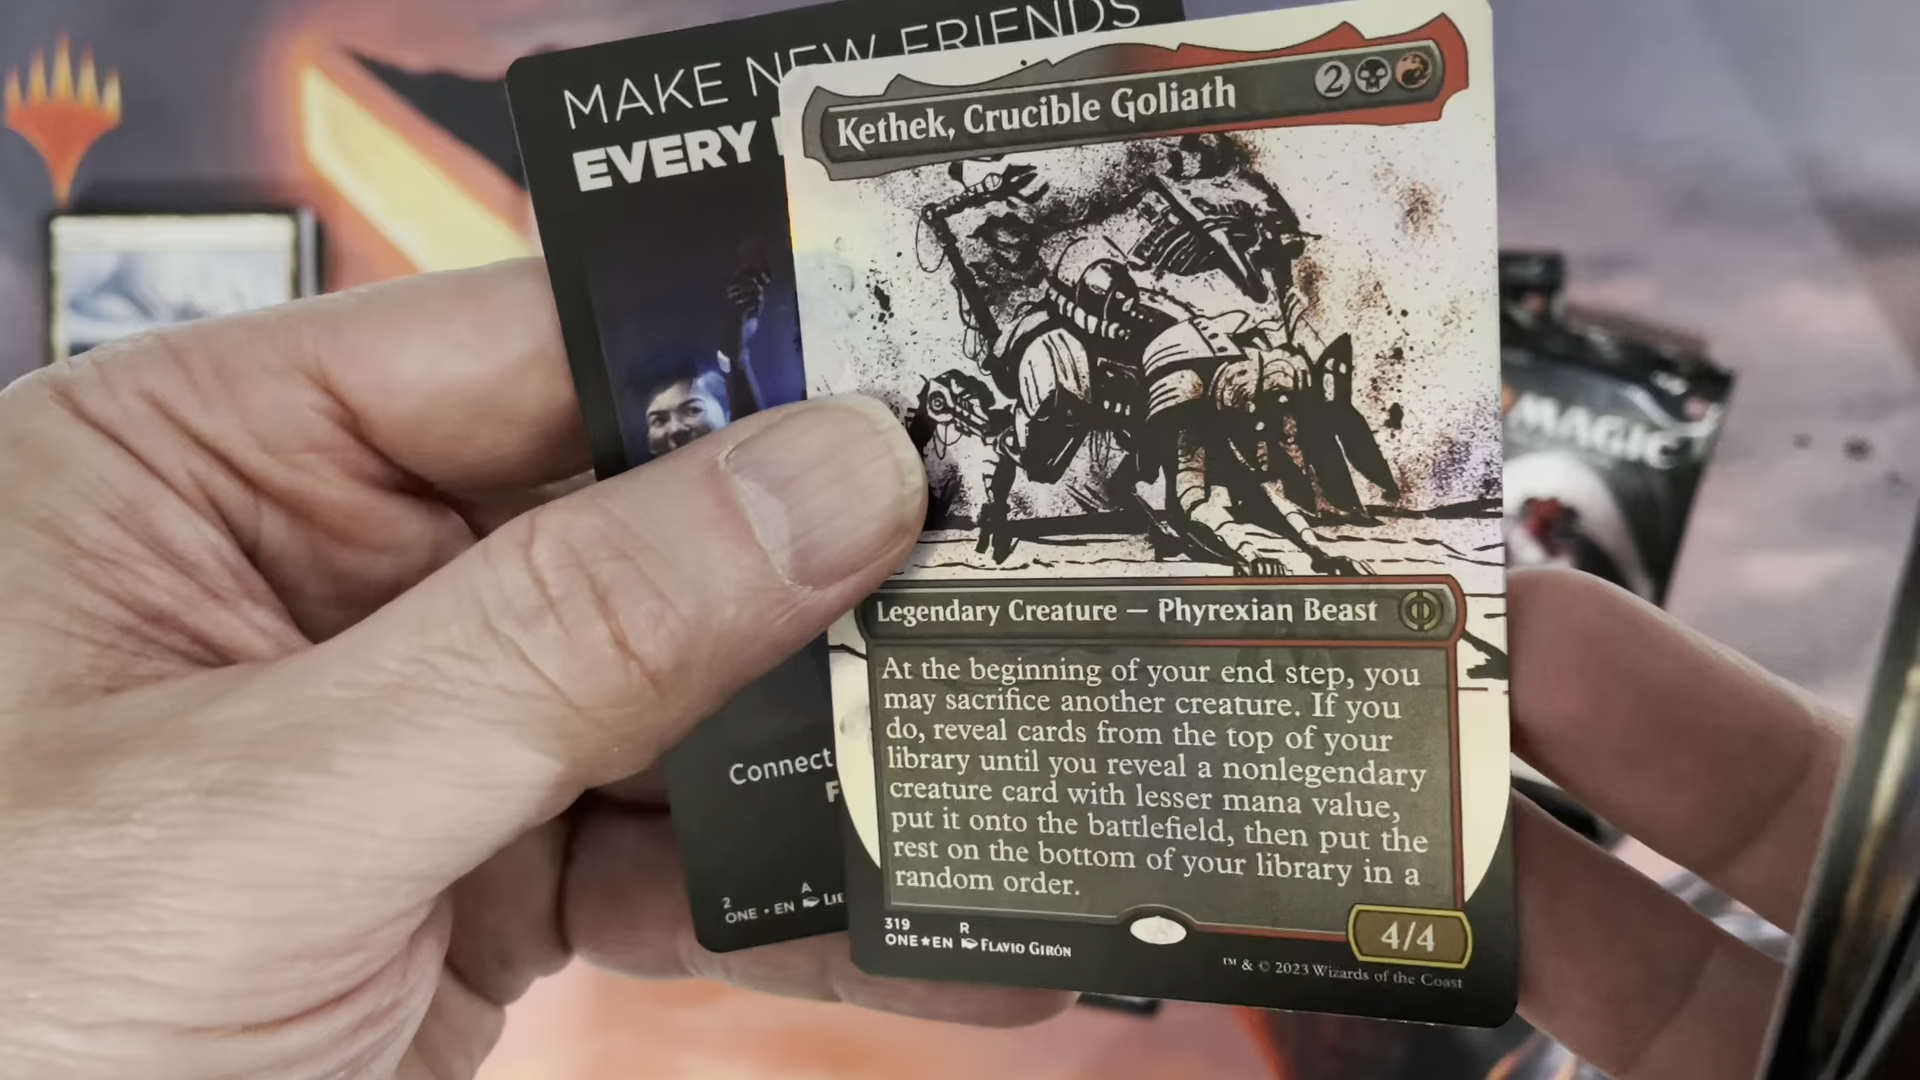 MAKE NEW FRIENDS
EVERY
Kethek, Crucible Goliath
2
MAGIC
Legendary Creature — Phyrexian Beast
At the beginning of your end step, you
may sacrifice another creature. If you
do, reveal cards from the top of your
library until you reveal a nonlegendary
creature card with lesser mana value,
put it onto the battlefield, then put the
rest on the bottom of your library in a
random order.
Connect
4/4
2 A
ONE • EN
319 R
ONE★EN FLAVIO GIRÓN
™ & © 2023 Wizards of the Coast